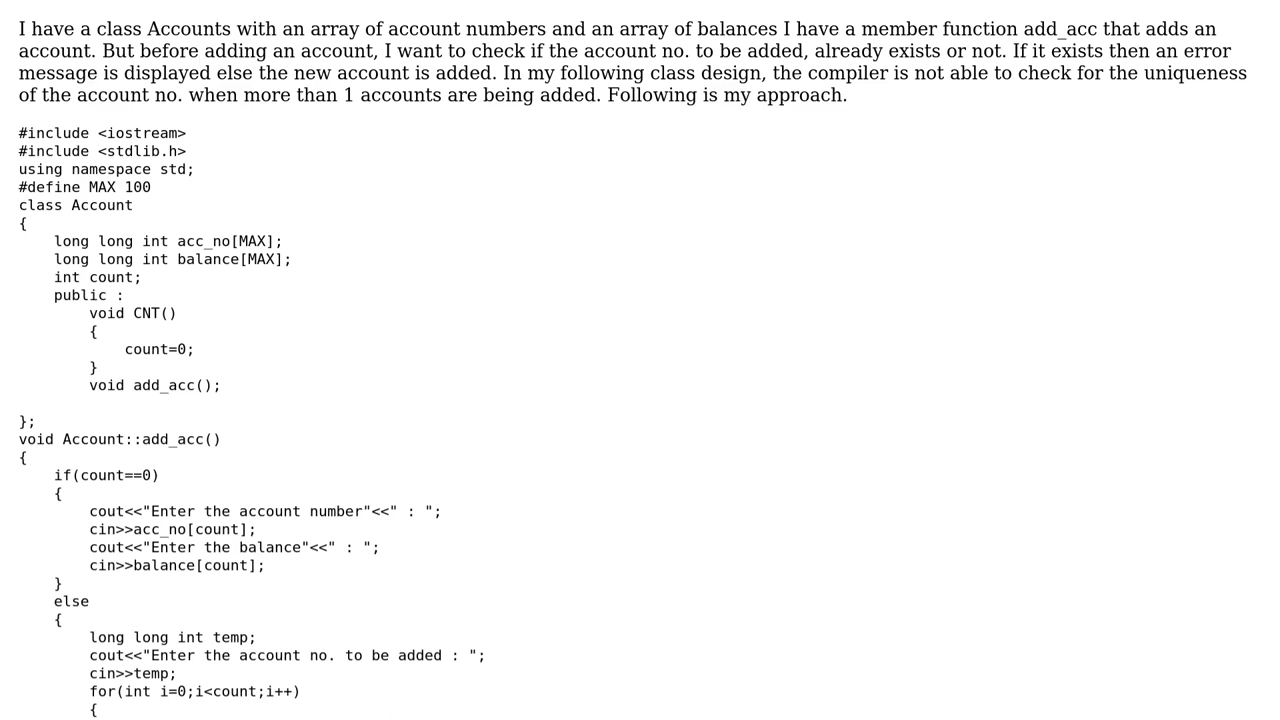 I have a class Accounts with an array of account numbers and an array of balances I have a member function add_acc that adds an
account. But before adding an account, I want to check if the account no. to be added, already exists or not. If it exists then an error
message is displayed else the new account is added. In my following class design, the compiler is not able to check for the uniqueness
of the account no. when more than 1 accounts are being added. Following is my approach.
#include <iostream>
#include <stdlib.h>
using namespace std;
#define MAX 100
class Account
{
    long long int acc_no[MAX];
    long long int balance[MAX];
    int count;
    public :
        void CNT()
        {
            count=0;
        }
        void add_acc();

};
void Account::add_acc()
{
    if(count==0)
    {
        cout<<"Enter the account number"<<" : ";
        cin>>acc_no[count];
        cout<<"Enter the balance"<<" : ";
        cin>>balance[count];
    }
    else
    {
        long long int temp;
        cout<<"Enter the account no. to be added : ";
        cin>>temp;
        for(int i=0;i<count;i++)
        {